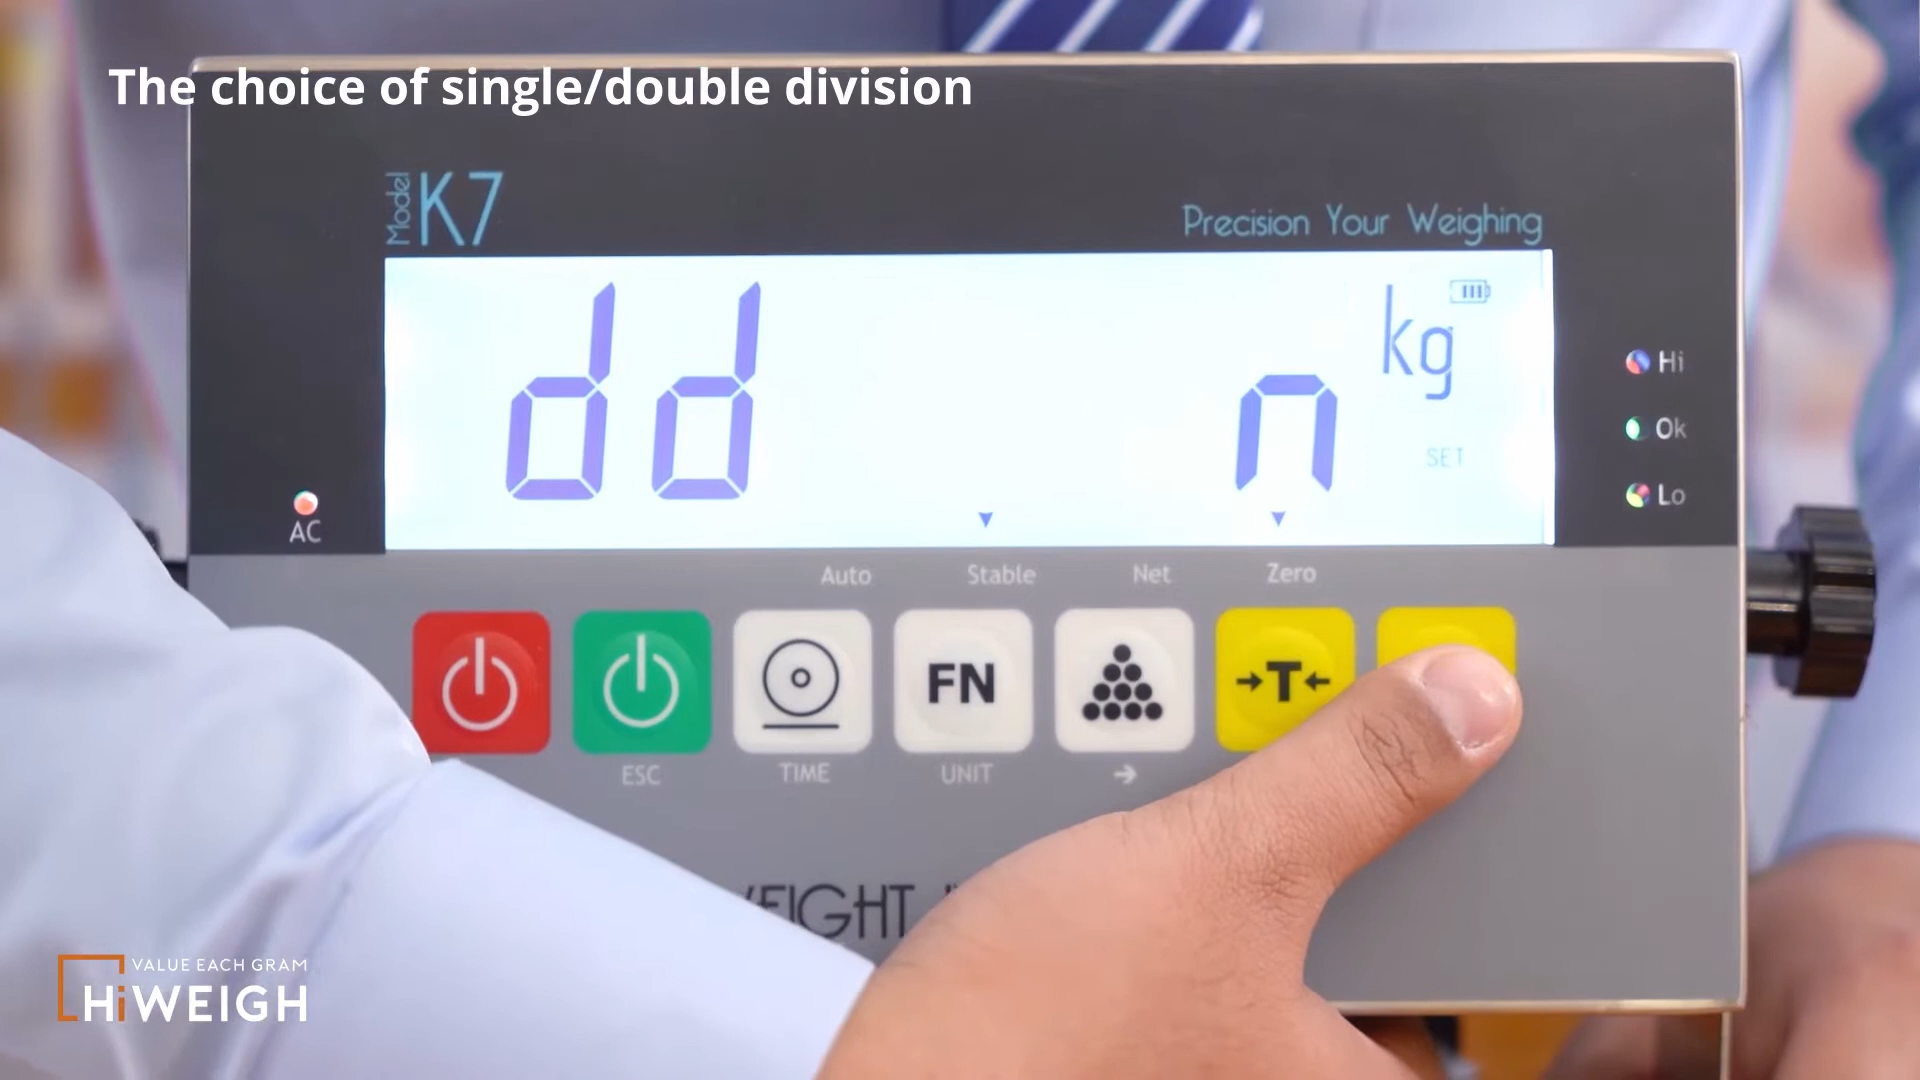 The choice of single/double division
Model K7
Precision Your Weighing
dd n kg
SET
Hi
Ok
Lo
AC
Auto Stable Net Zero
FN
→T←
ESC TIME UNIT →
VALUE EACH GRAM
HiWEIGH